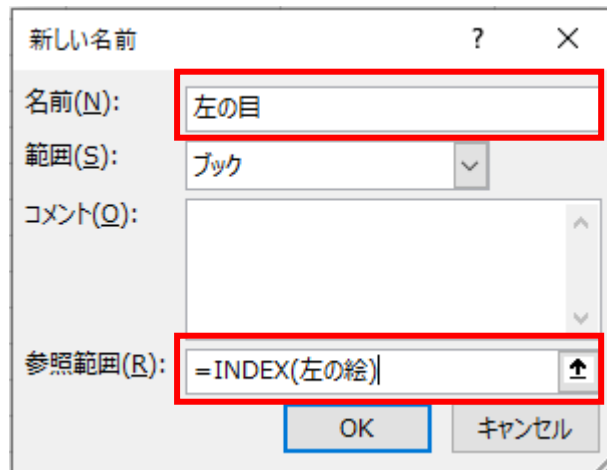 新しい名前 ?
名前(N): 左の目
範囲(S): ブック
コメント(O):
参照範囲(R): =INDEX(左の絵)
OK キャンセル